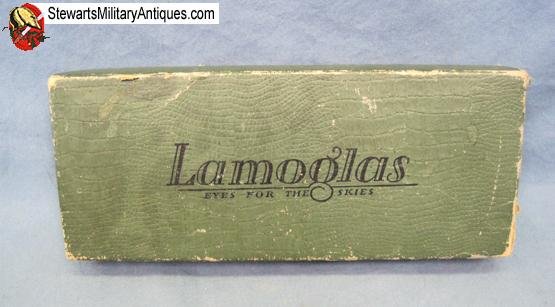 StewartsMilitaryAntiques.com
Lamoglas
EYES FOR THE SKIES